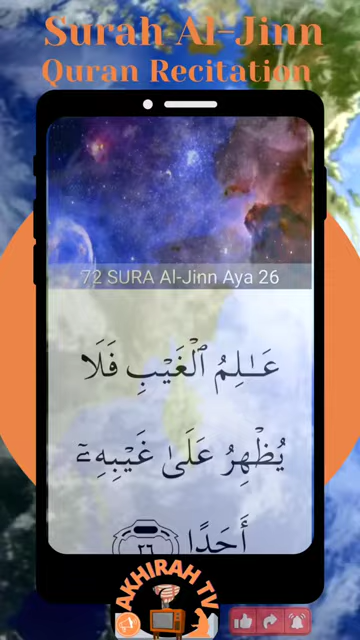 Surah Al-Jinn
Quran Recitation
72 SURA Al-Jinn Aya 26
عَـٰلِمُ ٱلْغَيْبِ فَلَا
يُظْهِرُ عَلَىٰ غَيْبِهِۦٓ
أَحَدًا ٢٦
AKHIRAH TV